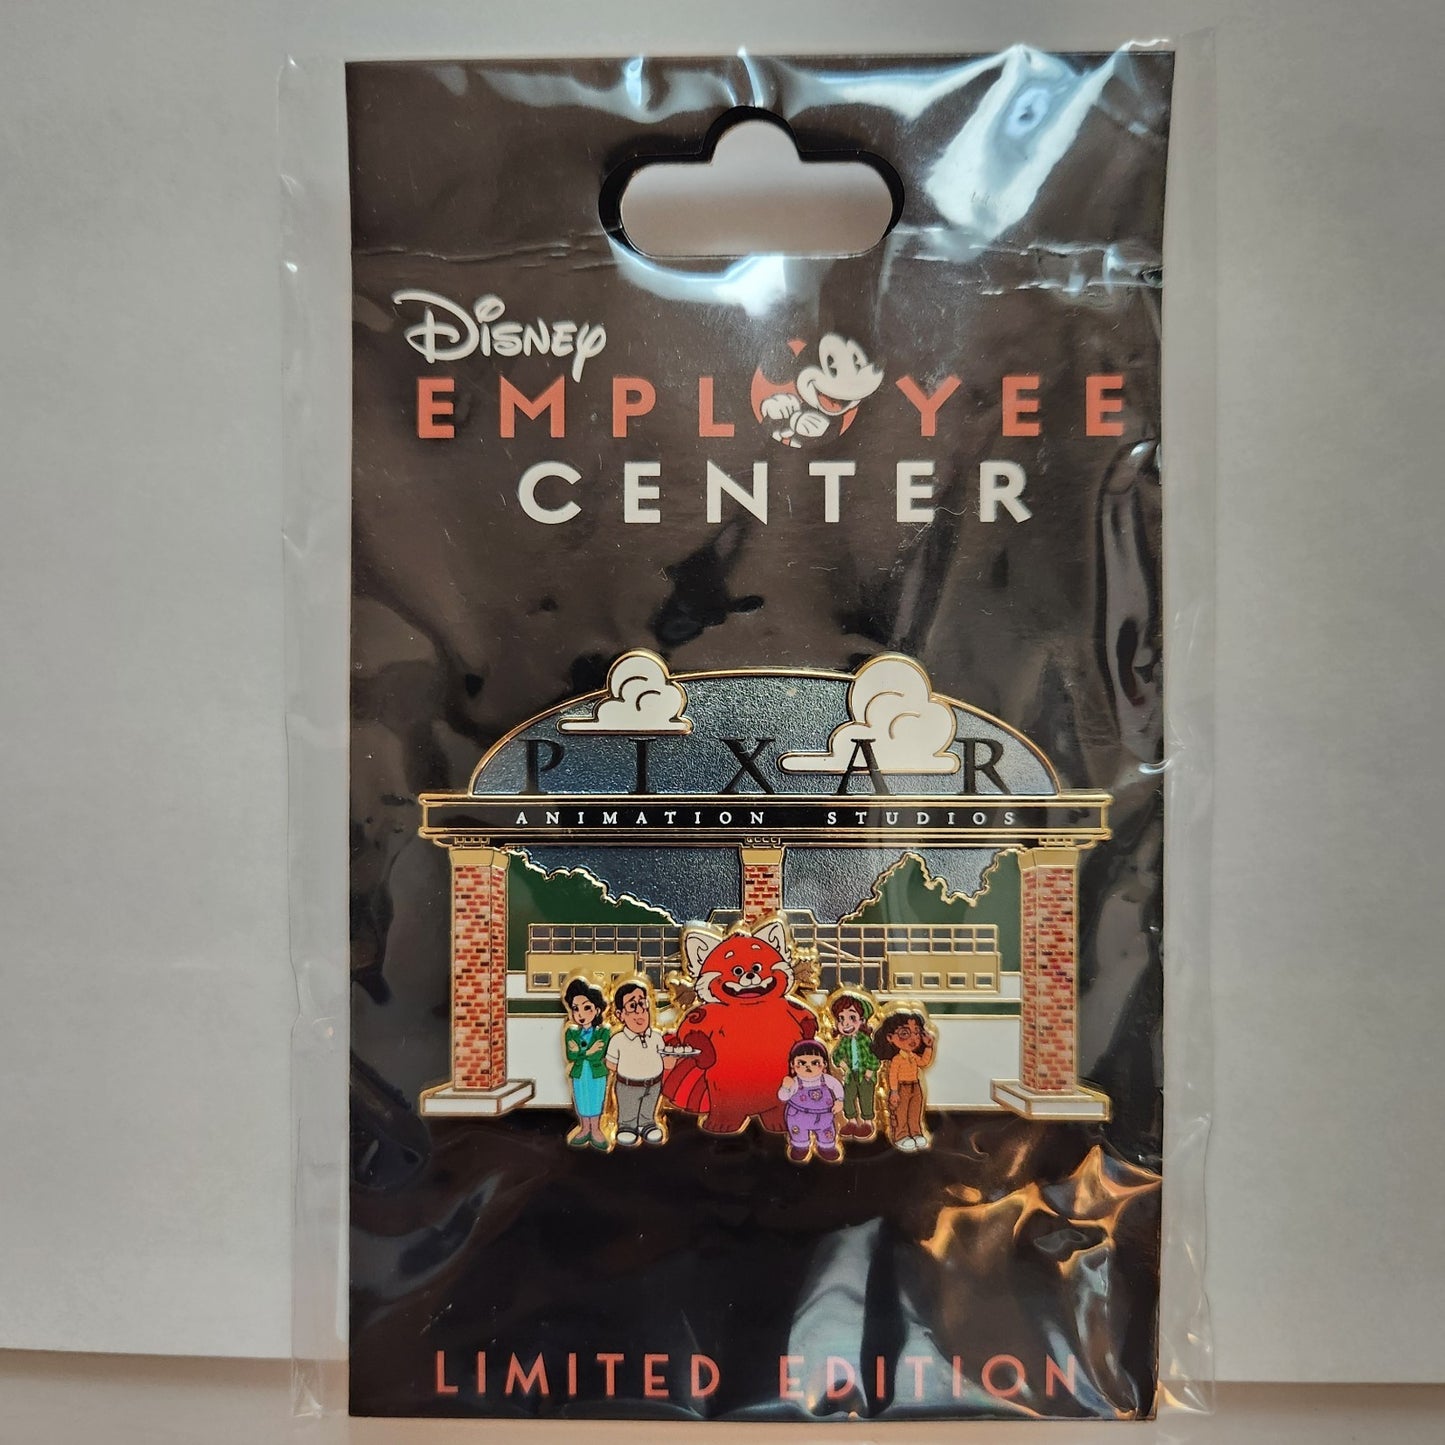 Disney
EMPLOYEE
CENTER
PIXAR
ANIMATION STUDIOS
LIMITED EDITION